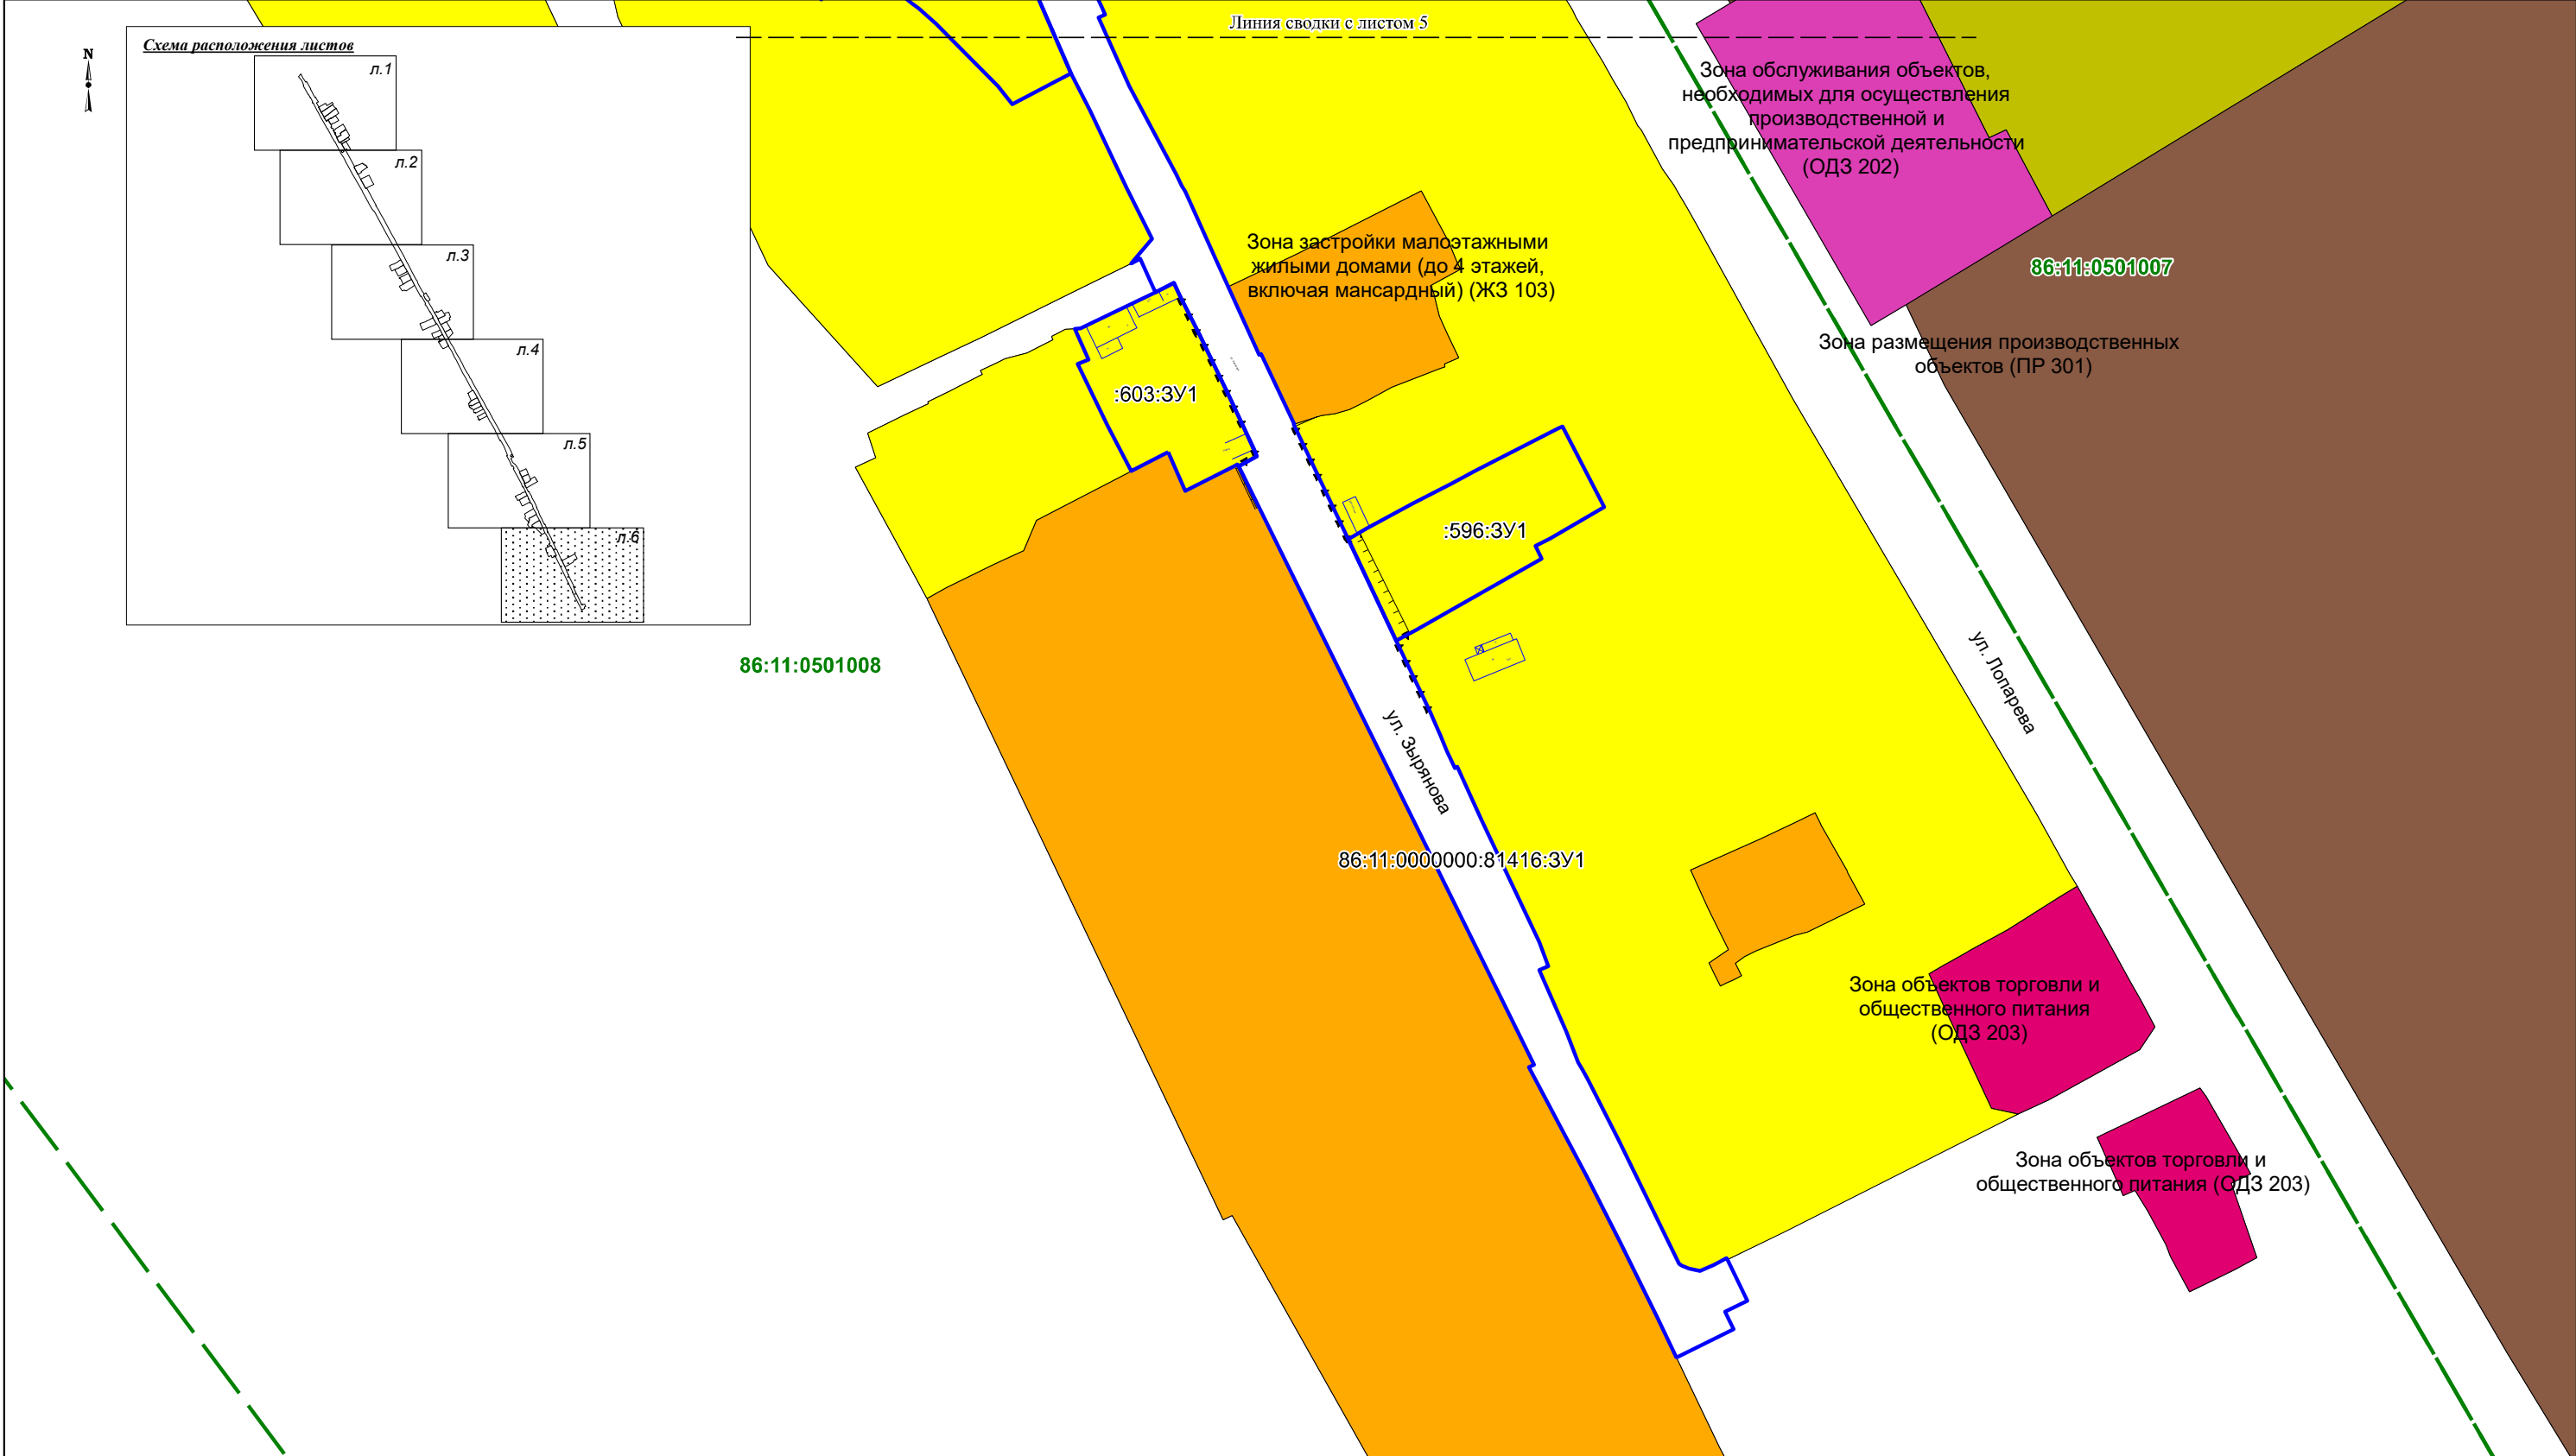 Линия сводки с листом 5
Схема расположения листов
N
л.1
л.2
л.3
л.4
л.5
л.6
Зона обслуживания объектов,
необходимых для осуществления
производственной и
предпринимательской деятельности
(ОДЗ 202)
Зона застройки малоэтажными
жилыми домами (до 4 этажей,
включая мансардный) (ЖЗ 103)
86:11:0501007
Зона размещения производственных
объектов (ПР 301)
:603:ЗУ1
:596:ЗУ1
86:11:0501008
ул. Лопарева
ул. Зырянова
86:11:0000000:81416:ЗУ1
Зона объектов торговли и
общественного питания
(ОДЗ 203)
Зона объектов торговли и
общественного питания (ОДЗ 203)